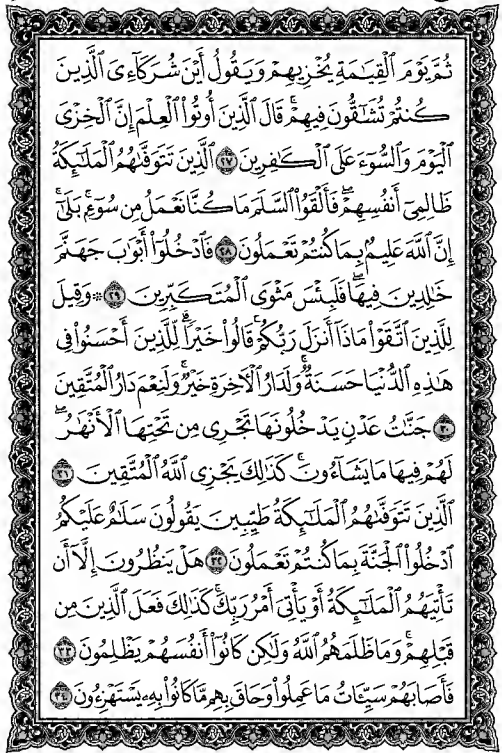 ثُمَّ يَوْمَ ٱلْقِيَٰمَةِ يُخْزِيهِمْ وَيَقُولُ أَيْنَ شُرَكَآءِىَ ٱلَّذِينَ
كُنتُمْ تُشَٰٓقُّونَ فِيهِمْ ۚ قَالَ ٱلَّذِينَ أُوتُوا۟ ٱلْعِلْمَ إِنَّ ٱلْخِزْىَ
ٱلْيَوْمَ وَٱلسُّوٓءَ عَلَى ٱلْكَٰفِرِينَ ٢٧ ٱلَّذِينَ تَتَوَفَّىٰهُمُ ٱلْمَلَٰٓئِكَةُ
ظَالِمِىٓ أَنفُسِهِمْ ۖ فَأَلْقَوُا۟ ٱلسَّلَمَ مَا كُنَّا نَعْمَلُ مِن سُوٓءٍۭ ۚ بَلَىٰٓ ۚ
إِنَّ ٱللَّهَ عَلِيمٌۢ بِمَا كُنتُمْ تَعْمَلُونَ ٢٨ فَٱدْخُلُوٓا۟ أَبْوَٰبَ جَهَنَّمَ
خَٰلِدِينَ فِيهَا ۖ فَلَبِئْسَ مَثْوَى ٱلْمُتَكَبِّرِينَ ٢٩ ۞ وَقِيلَ
لِلَّذِينَ ٱتَّقَوْا۟ مَاذَآ أَنزَلَ رَبُّكُمْ ۚ قَالُوا۟ خَيْرًا ۗ لِّلَّذِينَ أَحْسَنُوا۟ فِى
هَٰذِهِ ٱلدُّنْيَا حَسَنَةٌ ۚ وَلَدَارُ ٱلْءَاخِرَةِ خَيْرٌ ۚ وَلَنِعْمَ دَارُ ٱلْمُتَّقِينَ
٣٠ جَنَّٰتُ عَدْنٍ يَدْخُلُونَهَا تَجْرِى مِن تَحْتِهَا ٱلْأَنْهَٰرُ ۖ
لَهُمْ فِيهَا مَا يَشَآءُونَ ۚ كَذَٰلِكَ يَجْزِى ٱللَّهُ ٱلْمُتَّقِينَ ٣١
ٱلَّذِينَ تَتَوَفَّىٰهُمُ ٱلْمَلَٰٓئِكَةُ طَيِّبِينَ ۙ يَقُولُونَ سَلَٰمٌ عَلَيْكُمُ
ٱدْخُلُوا۟ ٱلْجَنَّةَ بِمَا كُنتُمْ تَعْمَلُونَ ٣٢ هَلْ يَنظُرُونَ إِلَّآ أَن
تَأْتِيَهُمُ ٱلْمَلَٰٓئِكَةُ أَوْ يَأْتِىَ أَمْرُ رَبِّكَ ۚ كَذَٰلِكَ فَعَلَ ٱلَّذِينَ مِن
قَبْلِهِمْ ۚ وَمَا ظَلَمَهُمُ ٱللَّهُ وَلَٰكِن كَانُوٓا۟ أَنفُسَهُمْ يَظْلِمُونَ ٣٣
فَأَصَابَهُمْ سَيِّـَٔاتُ مَا عَمِلُوا۟ وَحَاقَ بِهِم مَّا كَانُوا۟ بِهِۦ يَسْتَهْزِءُونَ ٣٤